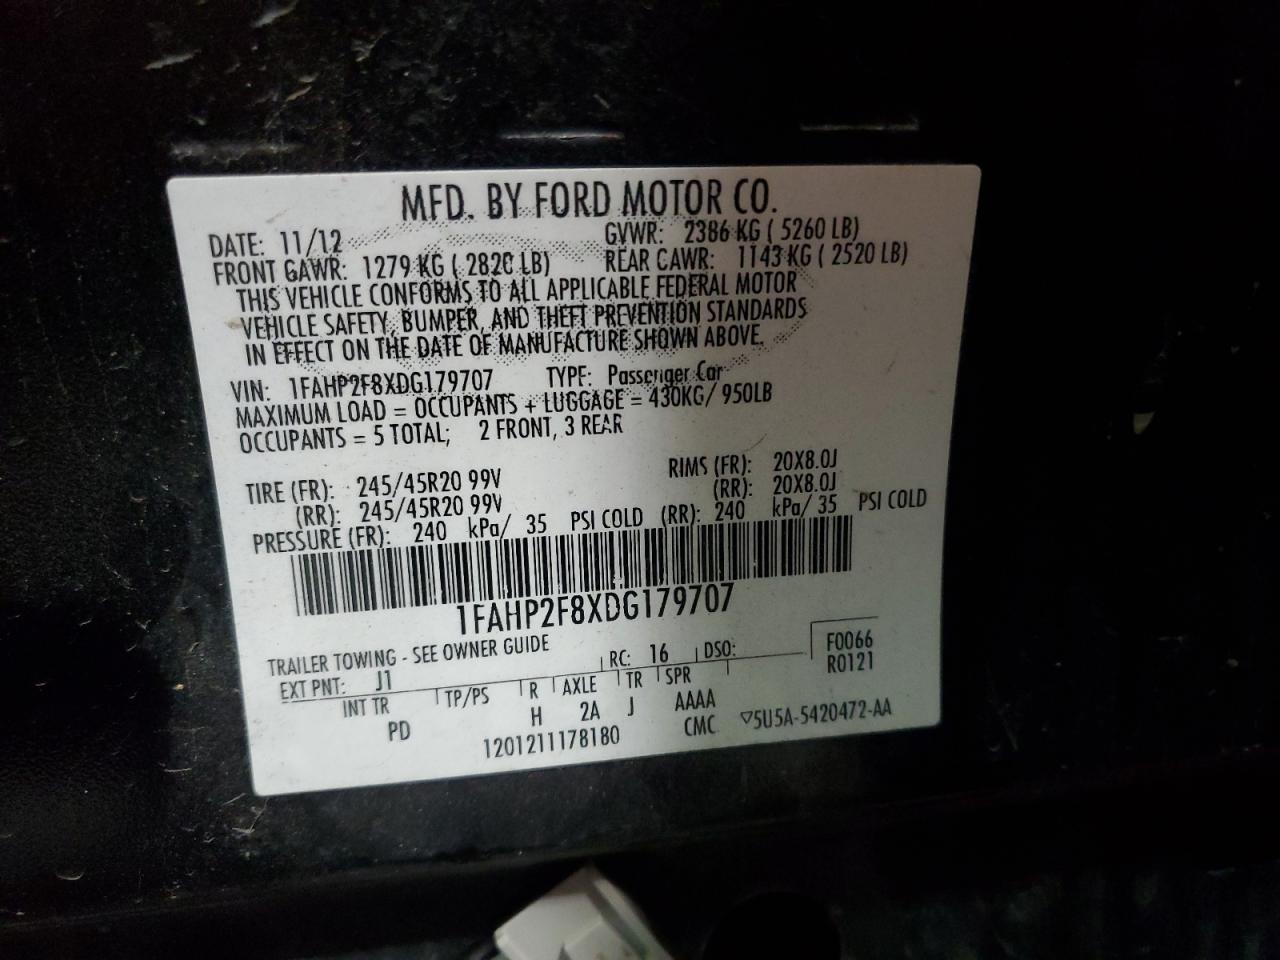 MFD. BY FORD MOTOR CO.
DATE: 11/12 GVWR: 2386 KG ( 5260 LB)
FRONT GAWR: 1279 KG ( 2820 LB) REAR GAWR: 1143 KG ( 2520 LB)
THIS VEHICLE CONFORMS TO ALL APPLICABLE FEDERAL MOTOR
VEHICLE SAFETY, BUMPER, AND THEFT PREVENTION STANDARDS
IN EFFECT ON THE DATE OF MANUFACTURE SHOWN ABOVE.
VIN: 1FAHP2F8XDG179707 TYPE: Passenger Car
MAXIMUM LOAD = OCCUPANTS + LUGGAGE = 430KG/ 950LB
OCCUPANTS = 5 TOTAL; 2 FRONT, 3 REAR
TIRE (FR): 245/45R20 99V RIMS (FR): 20X8.0J
(RR): 245/45R20 99V (RR): 20X8.0J
PRESSURE (FR): 240 kPa/ 35 PSI COLD (RR): 240 kPa/ 35 PSI COLD
1FAHP2F8XDG179707
TRAILER TOWING - SEE OWNER GUIDE
EXT PNT: J1 RC: 16 DSO: F0066
R0121
INT TR TP/PS R AXLE TR SPR
PD H 2A J AAAA
1201211178180 CMC ▽5U5A-5420472-AA